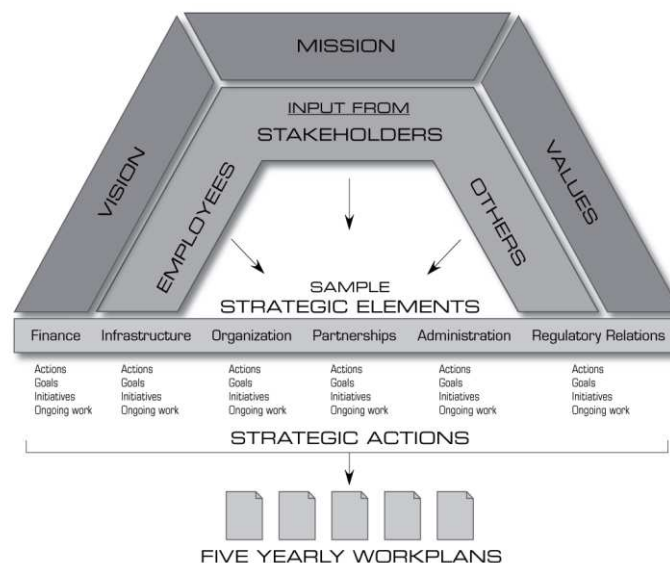 MISSION
VISION
VALUES
INPUT FROM
STAKEHOLDERS
EMPLOYEES
OTHERS
SAMPLE
STRATEGIC ELEMENTS
Finance Infrastructure Organization Partnerships Administration Regulatory Relations
Actions Actions Actions Actions Actions Actions
Goals Goals Goals Goals Goals Goals
Initiatives Initiatives Initiatives Initiatives Initiatives Initiatives
Ongoing work Ongoing work Ongoing work Ongoing work Ongoing work Ongoing work
STRATEGIC ACTIONS
FIVE YEARLY WORKPLANS